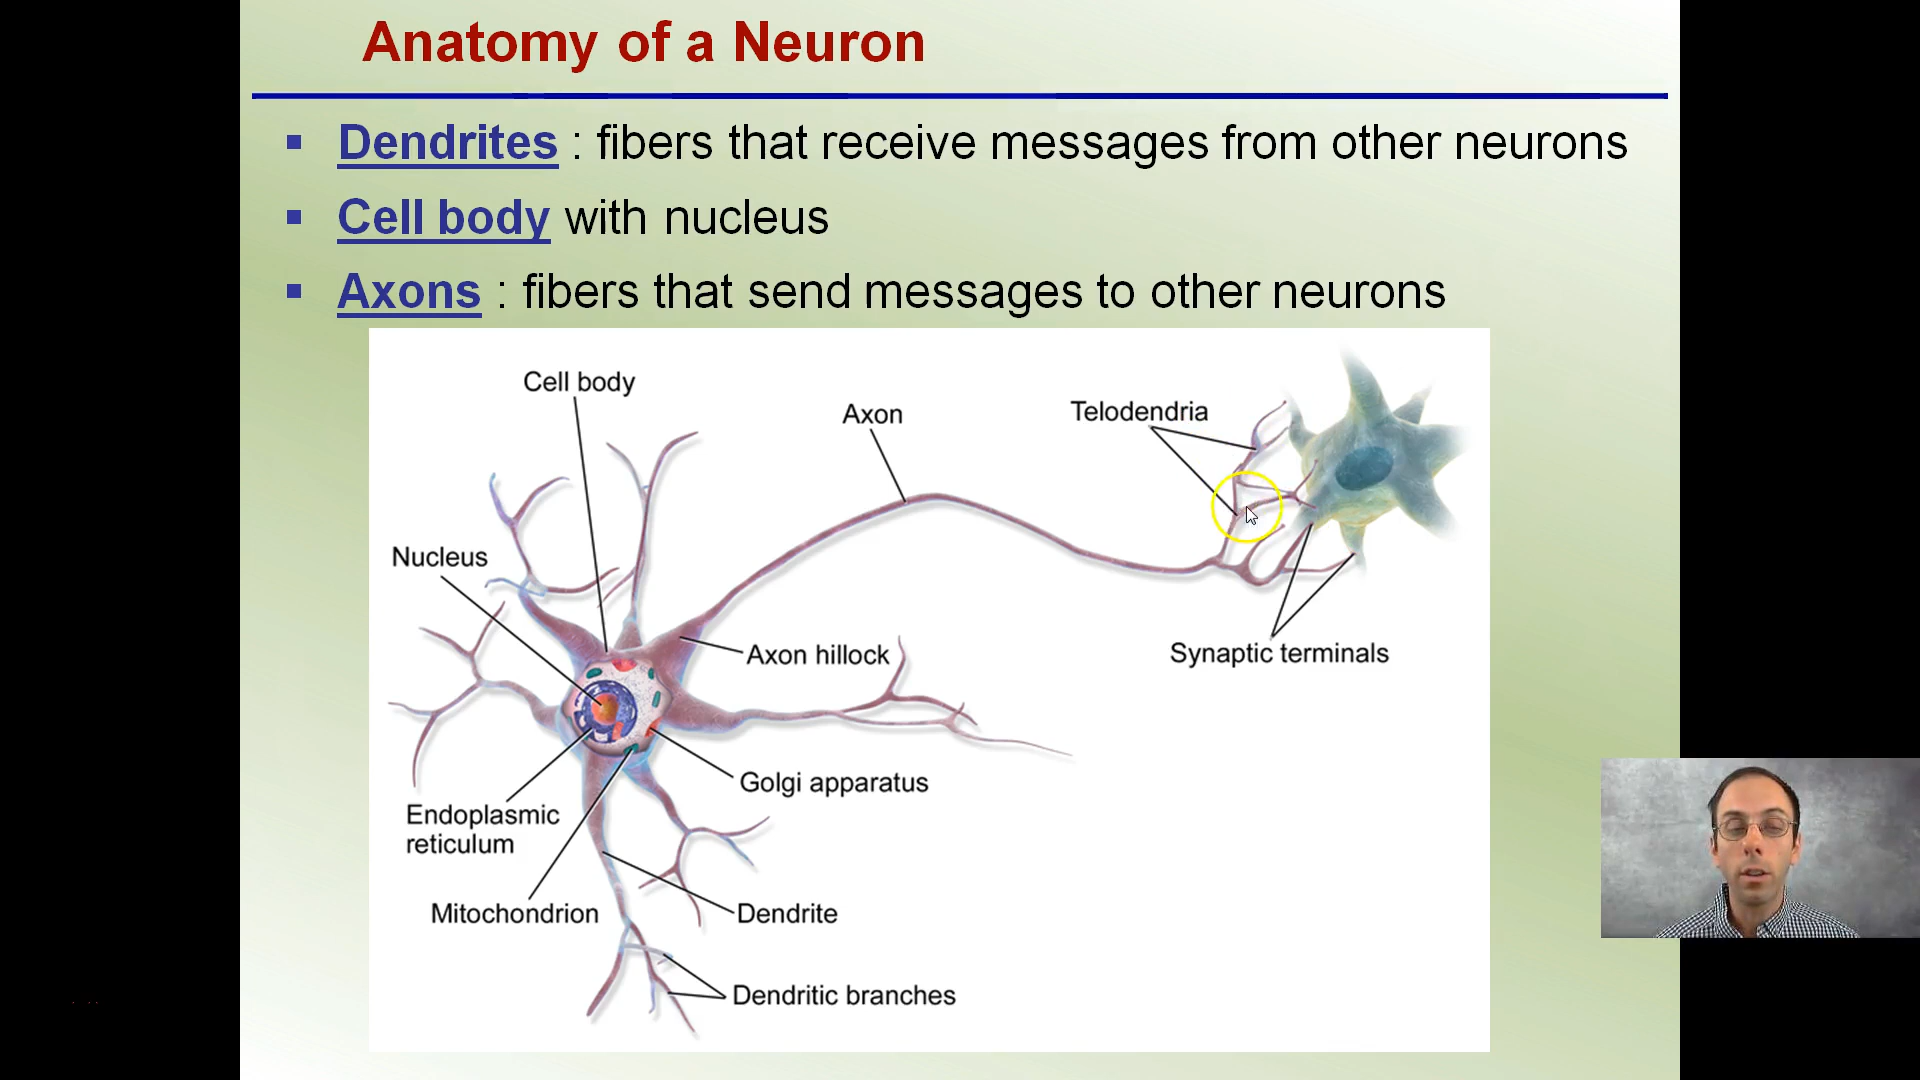 Anatomy of a Neuron
▪ Dendrites : fibers that receive messages from other neurons
▪ Cell body with nucleus
▪ Axons : fibers that send messages to other neurons
Cell body
Axon
Telodendria
Nucleus
Axon hillock
Synaptic terminals
Golgi apparatus
Endoplasmic
reticulum
Mitochondrion
Dendrite
Dendritic branches